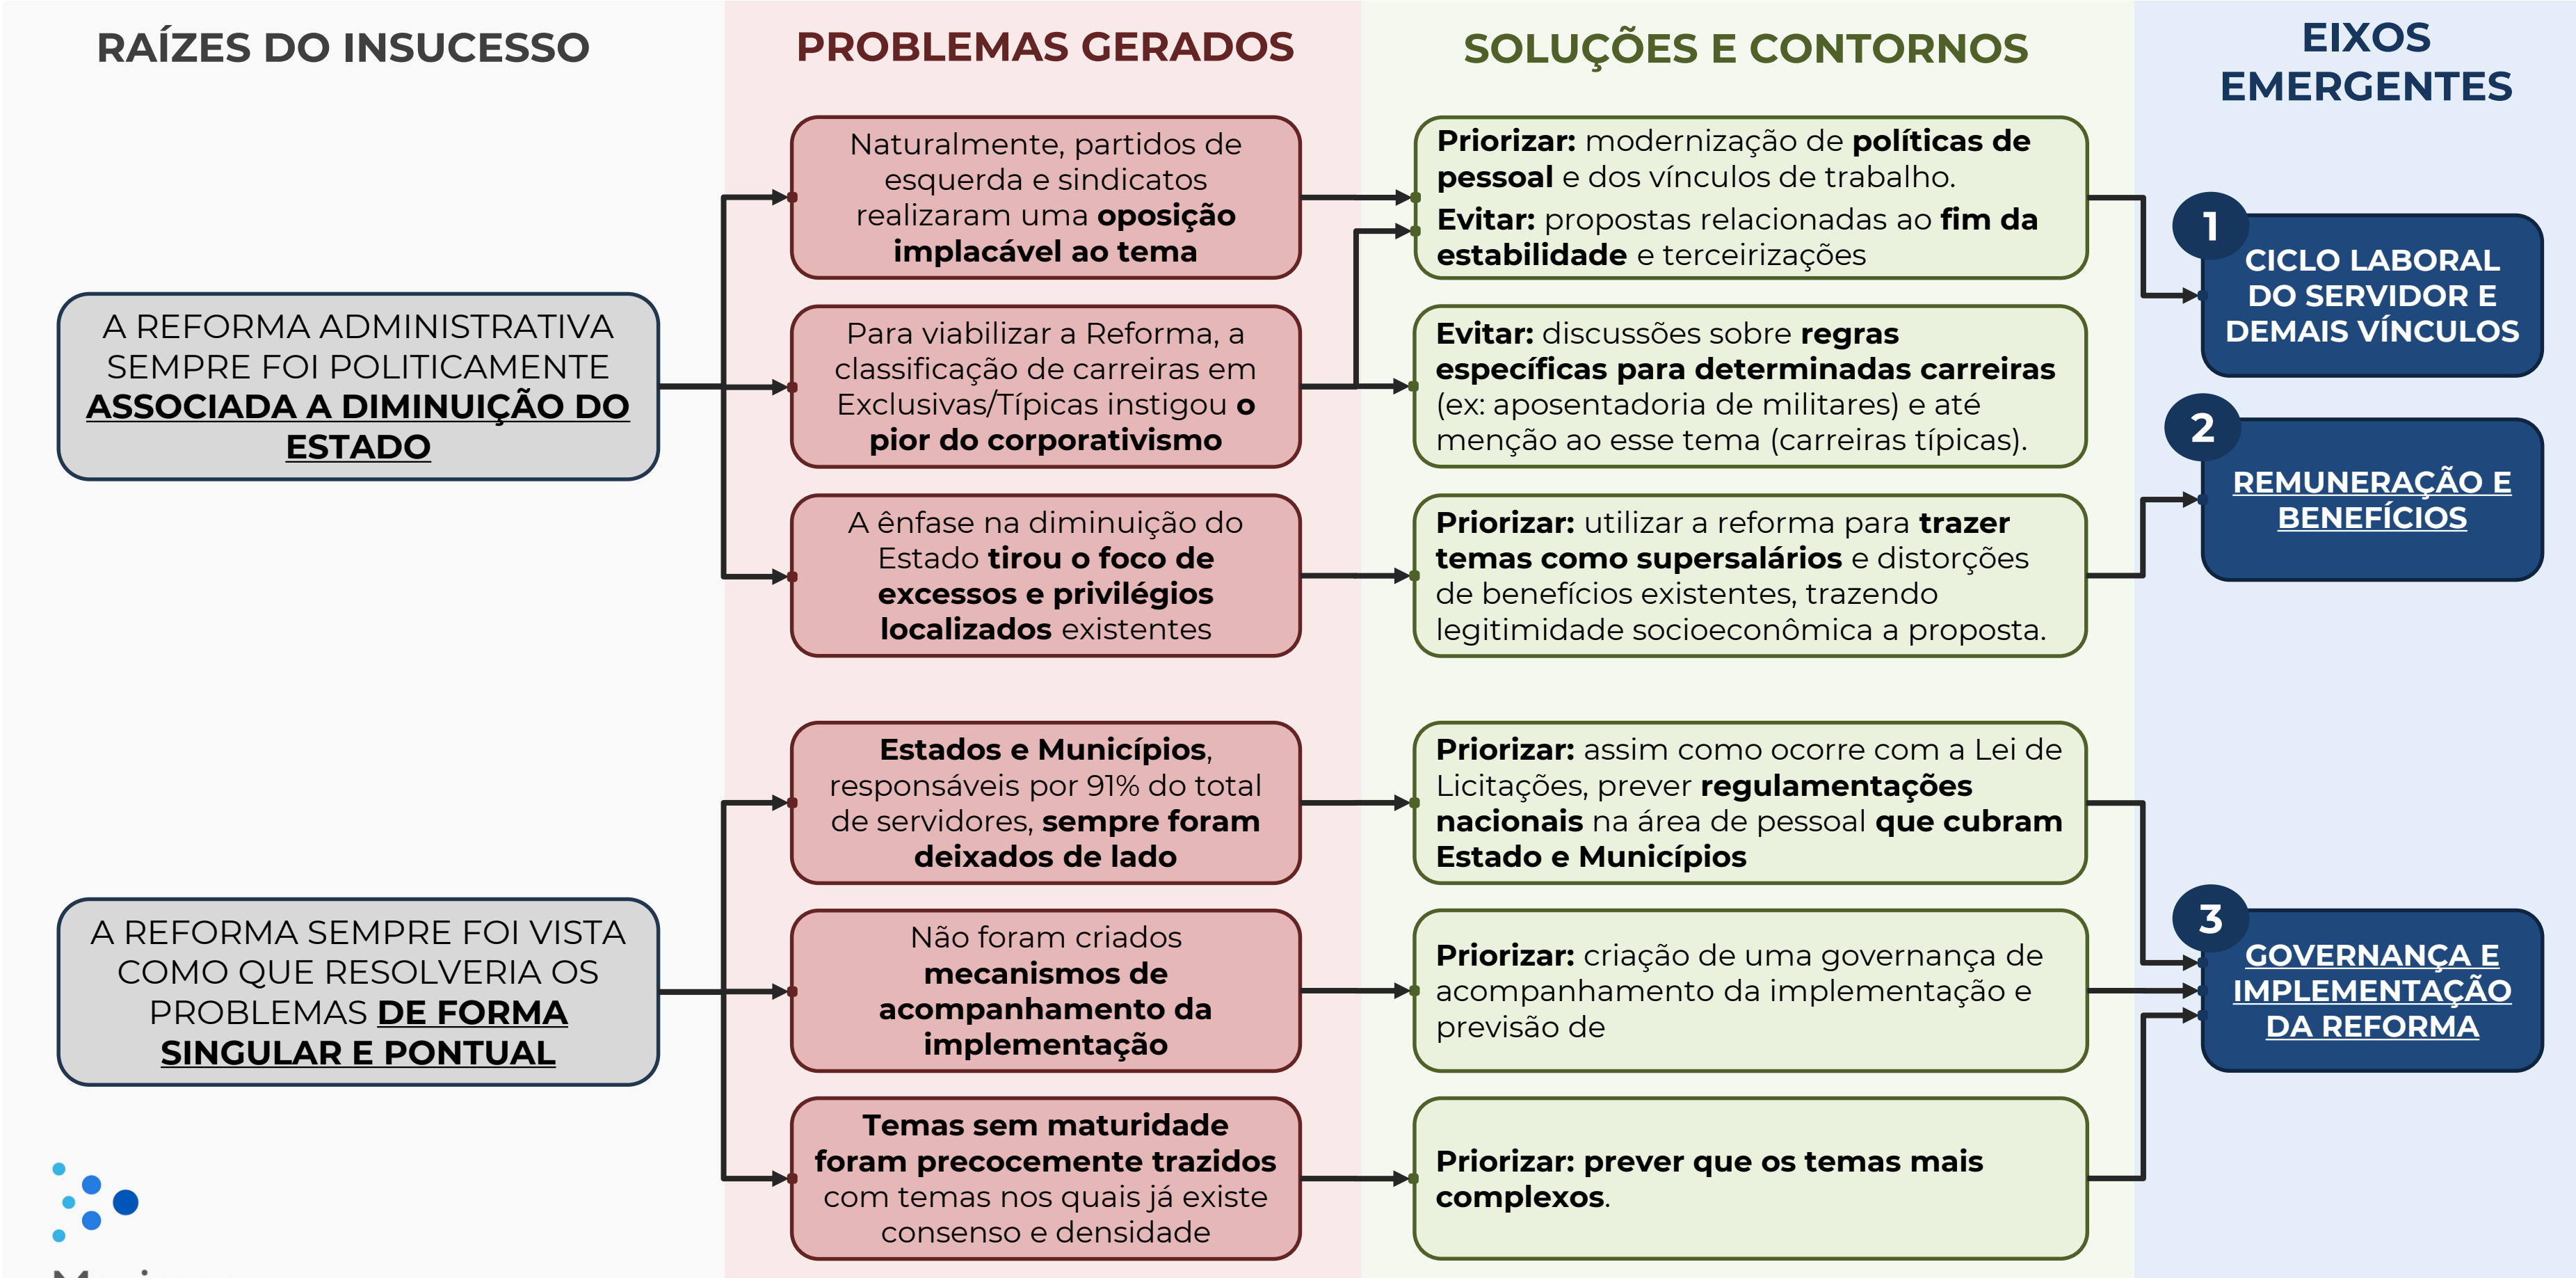 RAÍZES DO INSUCESSO
PROBLEMAS GERADOS
SOLUÇÕES E CONTORNOS
EIXOS
EMERGENTES
A REFORMA ADMINISTRATIVA
SEMPRE FOI POLITICAMENTE
ASSOCIADA A DIMINUIÇÃO DO
ESTADO
Naturalmente, partidos de
esquerda e sindicatos
realizaram uma oposição
implacável ao tema
Para viabilizar a Reforma, a
classificação de carreiras em
Exclusivas/Típicas instigou o
pior do corporativismo
A ênfase na diminuição do
Estado tirou o foco de
excessos e privilégios
localizados existentes
Priorizar: modernização de políticas de
pessoal e dos vínculos de trabalho.
Evitar: propostas relacionadas ao fim da
estabilidade e terceirizações
Evitar: discussões sobre regras
específicas para determinadas carreiras
(ex: aposentadoria de militares) e até
menção ao esse tema (carreiras típicas).
Priorizar: utilizar a reforma para trazer
temas como supersalários e distorções
de benefícios existentes, trazendo
legitimidade socioeconômica a proposta.
1
CICLO LABORAL
DO SERVIDOR E
DEMAIS VÍNCULOS
2
REMUNERAÇÃO E
BENEFÍCIOS
A REFORMA SEMPRE FOI VISTA
COMO QUE RESOLVERIA OS
PROBLEMAS DE FORMA
SINGULAR E PONTUAL
Estados e Municípios,
responsáveis por 91% do total
de servidores, sempre foram
deixados de lado
Não foram criados
mecanismos de
acompanhamento da
implementação
Temas sem maturidade
foram precocemente trazidos
com temas nos quais já existe
consenso e densidade
Priorizar: assim como ocorre com a Lei de
Licitações, prever regulamentações
nacionais na área de pessoal que cubram
Estado e Municípios
Priorizar: criação de uma governança de
acompanhamento da implementação e
previsão de
Priorizar: prever que os temas mais
complexos.
3
GOVERNANÇA E
IMPLEMENTAÇÃO
DA REFORMA